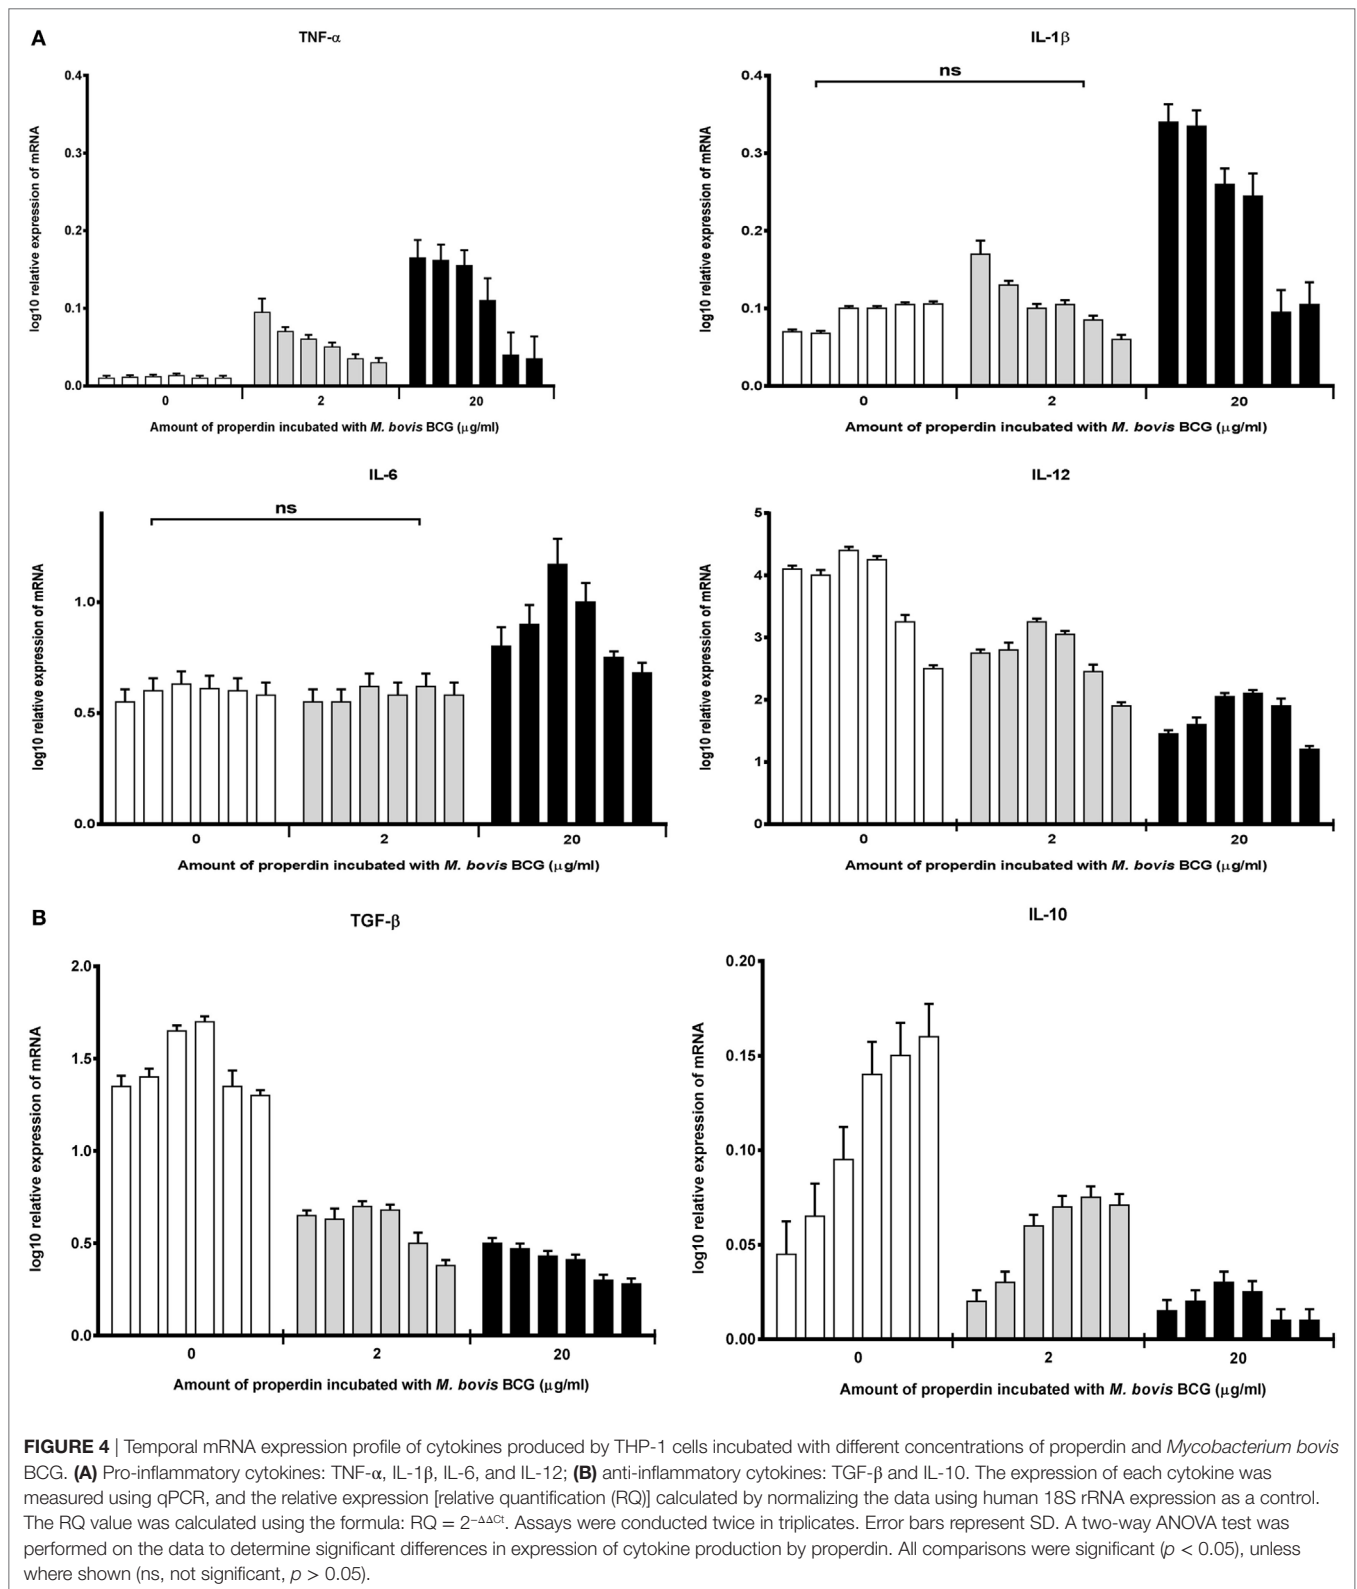 A
TNF-α
log10 relative expression of mRNA
0.4
0.3
0.2
0.1
0.0
0 2 20
Amount of properdin incubated with M. bovis BCG (μg/ml)
IL-1β
ns
log10 relative expression of mRNA
0.4
0.3
0.2
0.1
0.0
0 2 20
Amount of properdin incubated with M. bovis BCG (μg/ml)
IL-6
ns
log10 relative expression of mRNA
1.0
0.5
0.0
0 2 20
Amount of properdin incubated with M. bovis BCG (μg/ml)
IL-12
log10 relative expression of mRNA
5
4
3
2
1
0
0 2 20
Amount of properdin incubated with M. bovis BCG (μg/ml)
B
TGF-β
log10 relative expression of mRNA
2.0
1.5
1.0
0.5
0.0
0 2 20
Amount of properdin incubated with M. bovis BCG (μg/ml)
IL-10
log10 relative expression of mRNA
0.20
0.15
0.10
0.05
0.00
0 2 20
Amount of properdin incubated with M. bovis BCG (μg/ml)
FIGURE 4 | Temporal mRNA expression profile of cytokines produced by THP-1 cells incubated with different concentrations of properdin and Mycobacterium bovis
BCG. (A) Pro-inflammatory cytokines: TNF-α, IL-1β, IL-6, and IL-12; (B) anti-inflammatory cytokines: TGF-β and IL-10. The expression of each cytokine was
measured using qPCR, and the relative expression [relative quantification (RQ)] calculated by normalizing the data using human 18S rRNA expression as a control.
The RQ value was calculated using the formula: RQ = 2−ΔΔCt. Assays were conducted twice in triplicates. Error bars represent SD. A two-way ANOVA test was
performed on the data to determine significant differences in expression of cytokine production by properdin. All comparisons were significant (p < 0.05), unless
where shown (ns, not significant, p > 0.05).